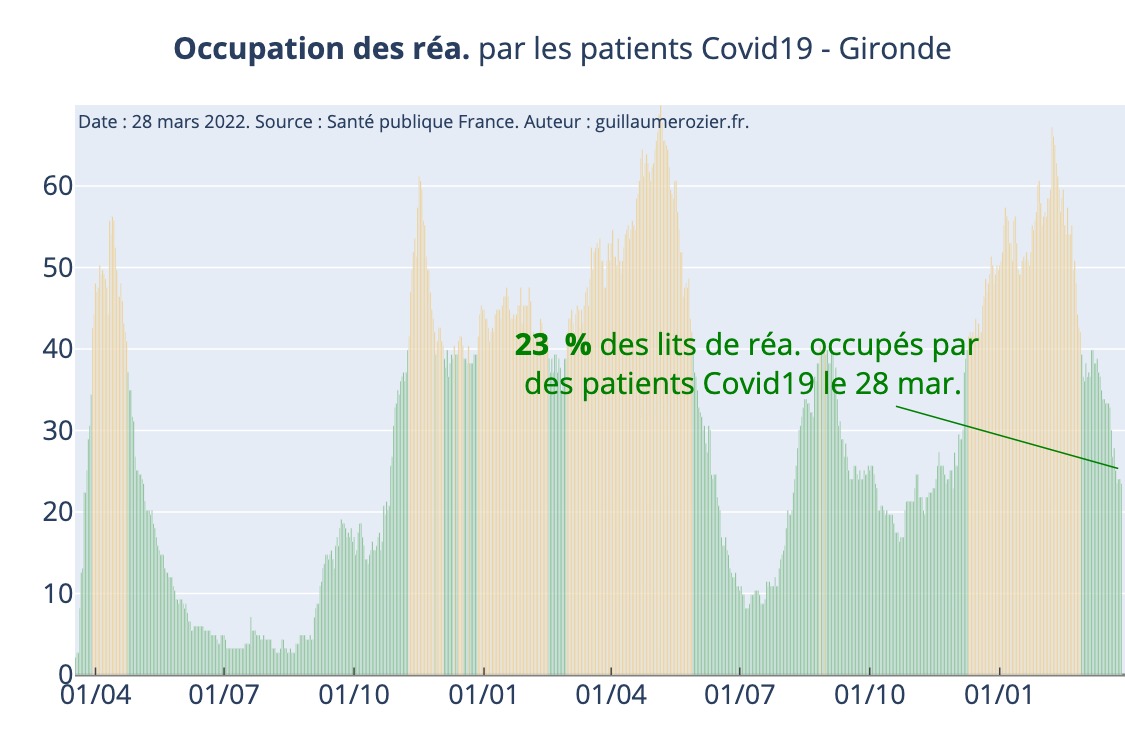 Occupation des réa. par les patients Covid19 - Gironde
Date : 28 mars 2022. Source : Santé publique France. Auteur : guillaumerozier.fr.
60
50
40
30
20
10
0
23 % des lits de réa. occupés par
des patients Covid19 le 28 mar.
01/04 01/07 01/10 01/01 01/04 01/07 01/10 01/01